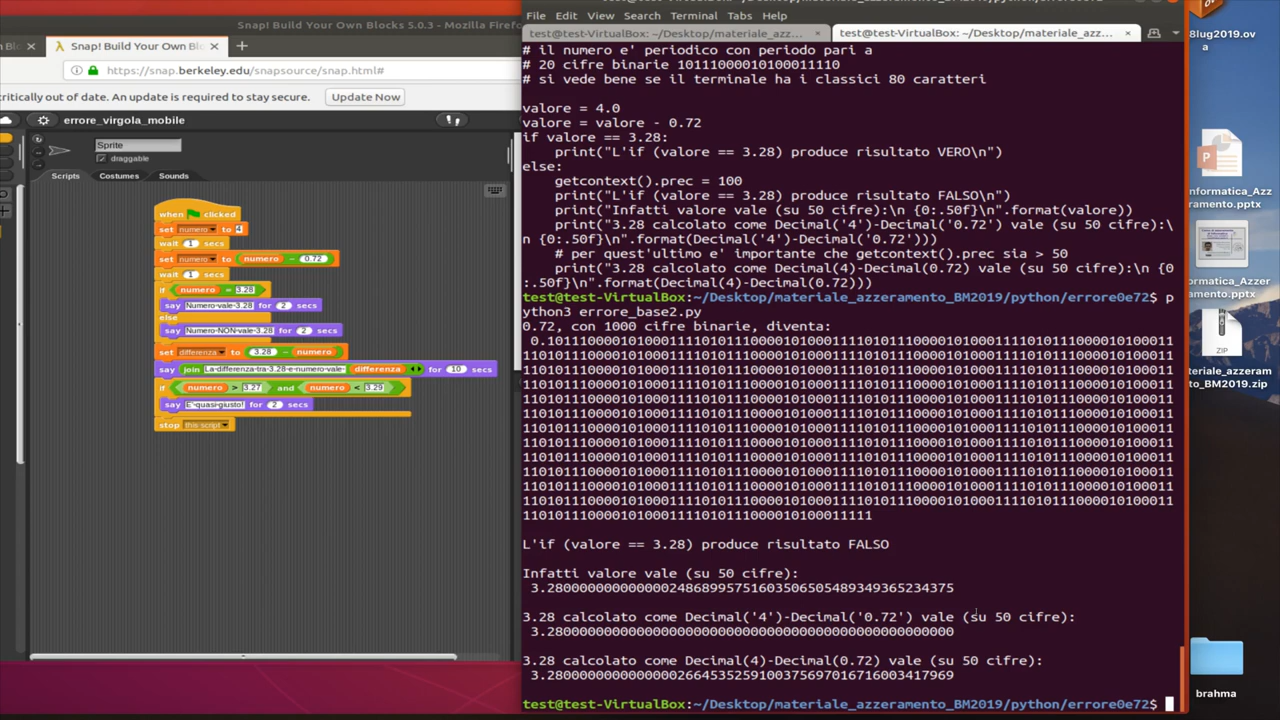 Snap! Build Your Own Blocks 5.0.3 - Mozilla Firefo
Snap! Build Your Own Blo
https://snap.berkeley.edu/snapsource/snap.html#
critically out of date. An update is required to stay secure.
Update Now
errore_virgola_mobile
Sprite
draggable
Scripts
Costumes
Sounds
when clicked
set numero to 4
wait 1 secs
set numero to numero - 0.72
wait 1 secs
if numero = 3.28
say Numero-vale-3.28 for 2 secs
else
say Numero-NON-vale-3.28 for 2 secs
set differenza to 3.28 - numero
say join La-differenza-tra-3.28-e-numero-vale- differenza for 10 secs
if numero > 3.27 and numero < 3.29
say E'-quasi-giusto! for 2 secs
stop this script
File Edit View Search Terminal Tabs Help
test@test-VirtualBox: ~/Desktop/materiale_azz...
test@test-VirtualBox: ~/Desktop/materiale_azz...
# il numero e' periodico con periodo pari a
# 20 cifre binarie 10111000010100011110
# si vede bene se il terminale ha i classici 80 caratteri
valore = 4.0
valore = valore - 0.72
if valore == 3.28:
print("L'if (valore == 3.28) produce risultato VERO\n")
else:
getcontext().prec = 100
print("L'if (valore == 3.28) produce risultato FALSO\n")
print("Infatti valore vale (su 50 cifre):\n {0:.50f}\n".format(valore))
print("3.28 calcolato come Decimal('4')-Decimal('0.72') vale (su 50 cifre):\
n {0:.50f}\n".format(Decimal('4')-Decimal('0.72')))
# per quest'ultimo e' importante che getcontext().prec sia > 50
print("3.28 calcolato come Decimal(4)-Decimal(0.72) vale (su 50 cifre):\n {0
:.50f}\n".format(Decimal(4)-Decimal(0.72)))
test@test-VirtualBox:~/Desktop/materiale_azzeramento_BM2019/python/errore0e72$ p
ython3 errore_base2.py
0.72, con 1000 cifre binarie, diventa:
L'if (valore == 3.28) produce risultato FALSO
Infatti valore vale (su 50 cifre):
3.28 calcolato come Decimal('4')-Decimal('0.72') vale (su 50 cifre):
3.28 calcolato come Decimal(4)-Decimal(0.72) vale (su 50 cifre):
test@test-VirtualBox:~/Desktop/materiale_azzeramento_BM2019/python/errore0e72$
8lug2019.ov
a
nformatica_Azz
eramento.pptx
formatica_Azzer
amento.pptx
ZIP
ateriale_azzera
mento_BM2019.zip
brahma